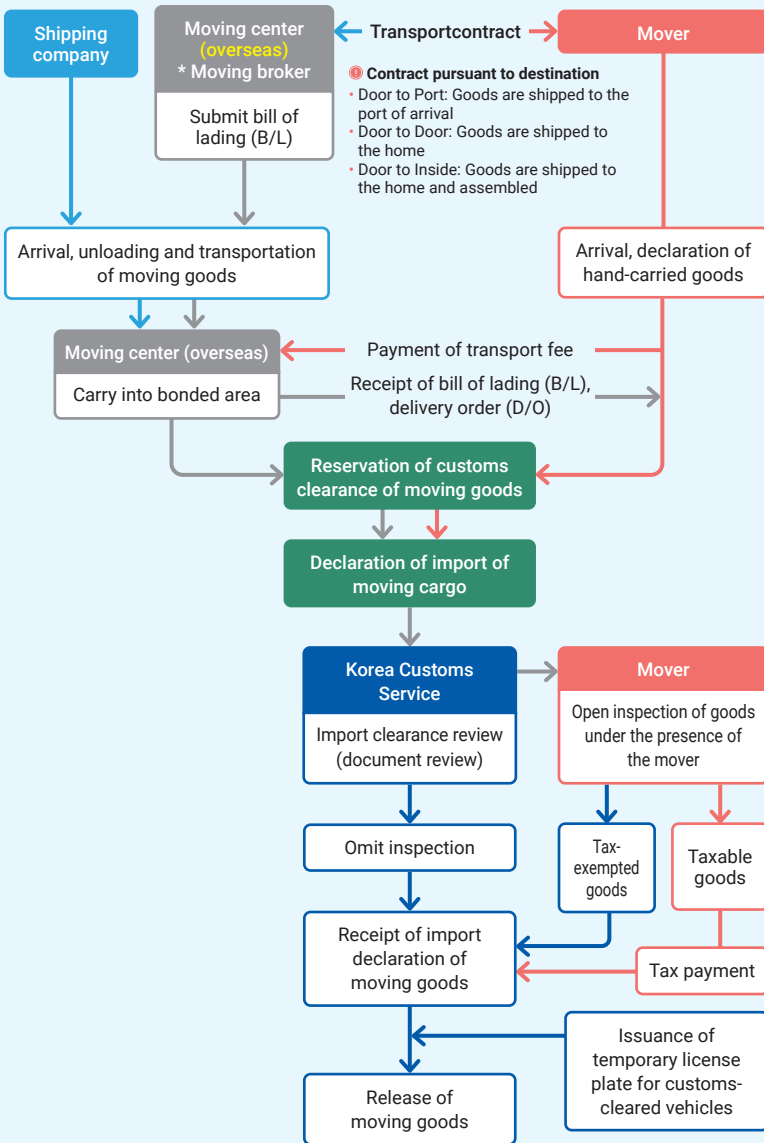 Shipping
company
Moving center
(overseas)
* Moving broker
Submit bill of
lading (B/L)
Transportcontract
Mover
! Contract pursuant to destination
• Door to Port: Goods are shipped to the
port of arrival
• Door to Door: Goods are shipped to
the home
• Door to Inside: Goods are shipped to
the home and assembled
Arrival, unloading and transportation
of moving goods
Arrival, declaration of
hand-carried goods
Moving center (overseas)
Carry into bonded area
Payment of transport fee
Receipt of bill of lading (B/L),
delivery order (D/O)
Reservation of customs
clearance of moving goods
Declaration of import of
moving cargo
Korea Customs
Service
Import clearance review
(document review)
Mover
Open inspection of goods
under the presence of
the mover
Omit inspection
Tax-
exempted
goods
Taxable
goods
Receipt of import
declaration of
moving goods
Tax payment
Issuance of
temporary license
plate for customs-
cleared vehicles
Release of
moving goods